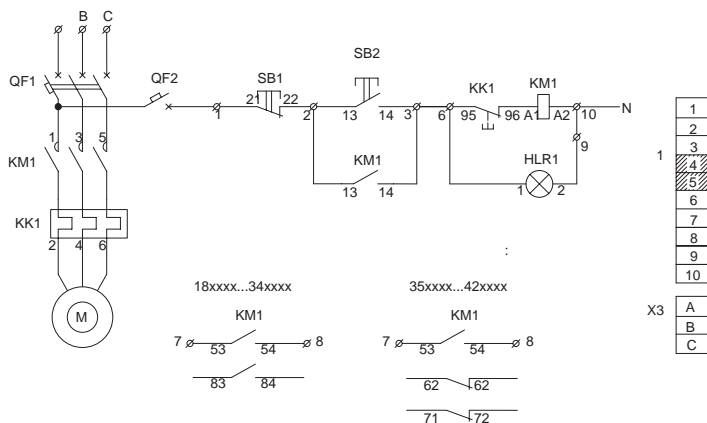 B C
QF1
QF2
SB1
SB2
KK1
KM1
21 22
1
2
13 14
3
6
95 96
A1 A2
10
N
9
KM1
13 14
HLR1
1 2
1 3 5
KM1
KK1
2 4 6
M
:
18xxxx...34xxxx
KM1
7 53 54 8
83 84
35xxxx...42xxxx
KM1
7 53 54 8
62 62
71 72
1
1
2
3
4
5
6
7
8
9
10
X3
A
B
C